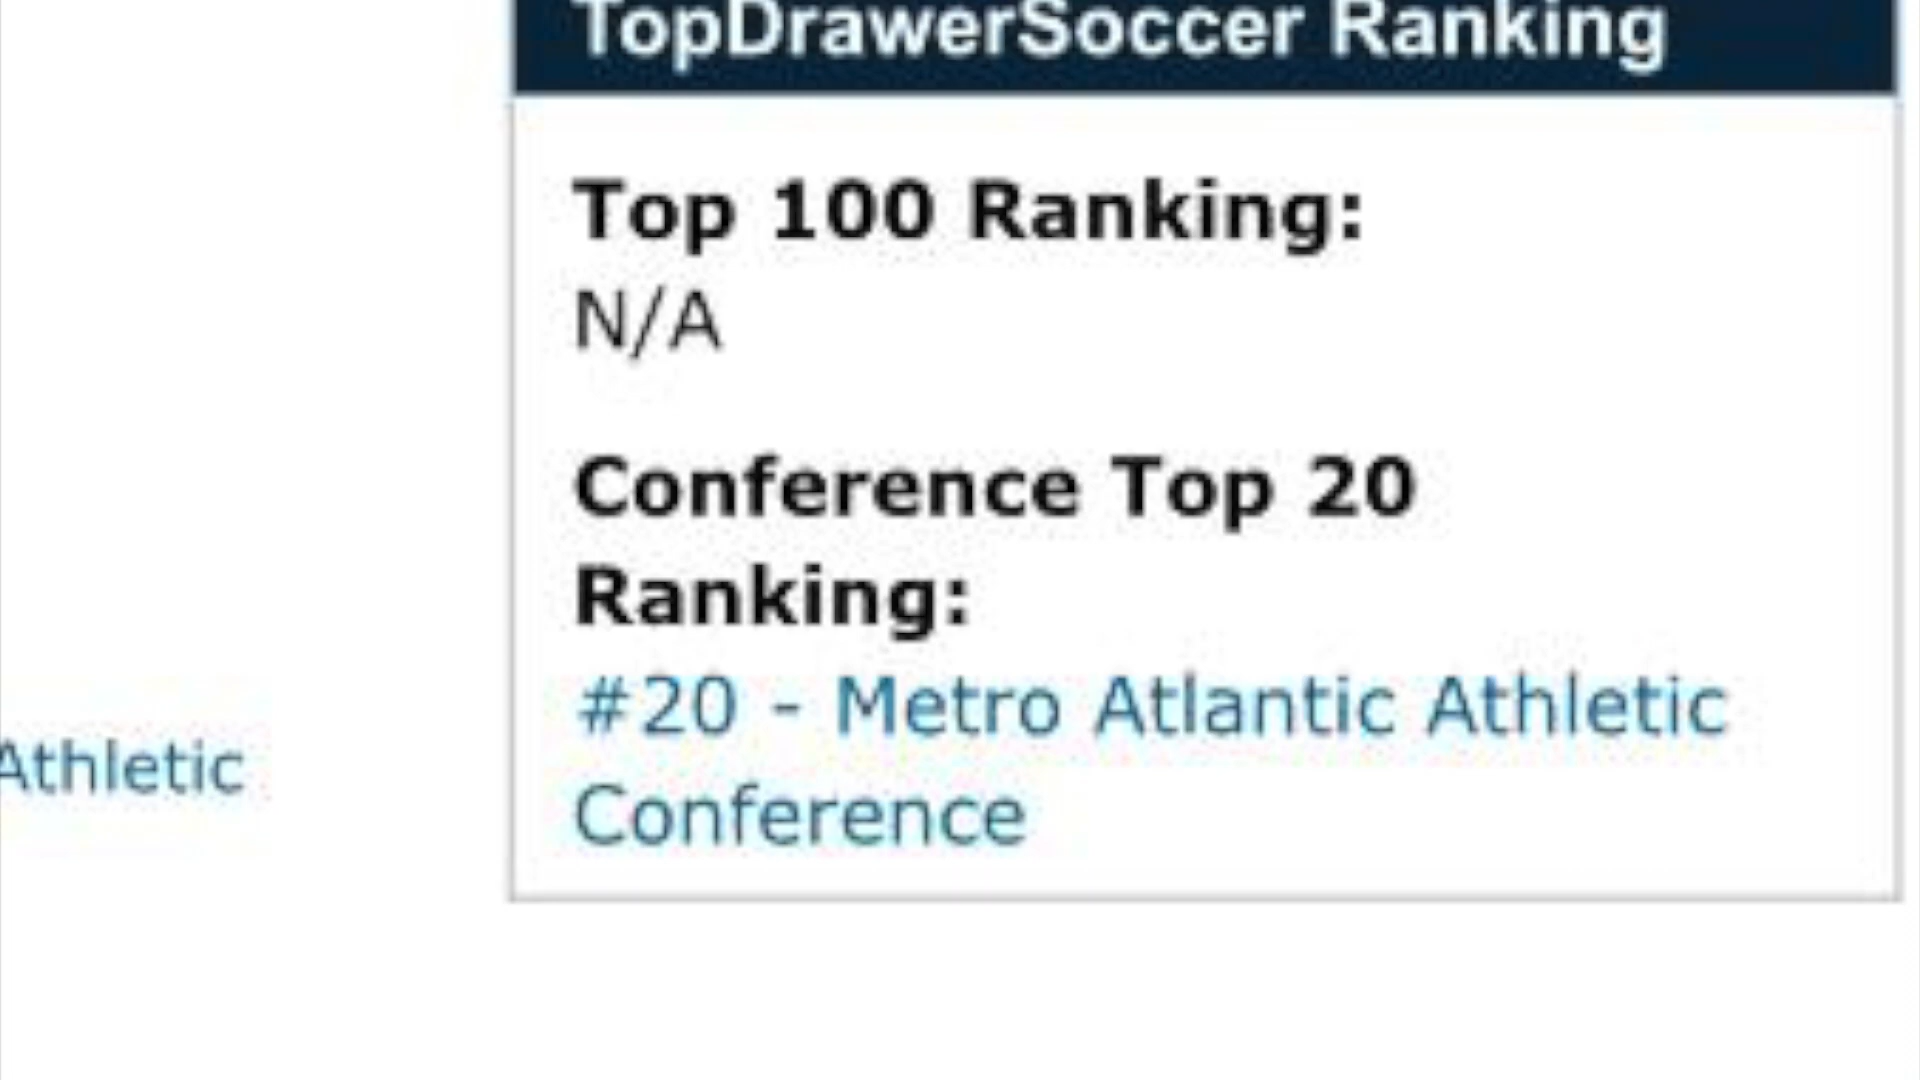 TopDrawerSoccer Ranking
Top 100 Ranking:
N/A
Conference Top 20
Ranking:
#20 - Metro Atlantic Athletic
Conference
Athletic